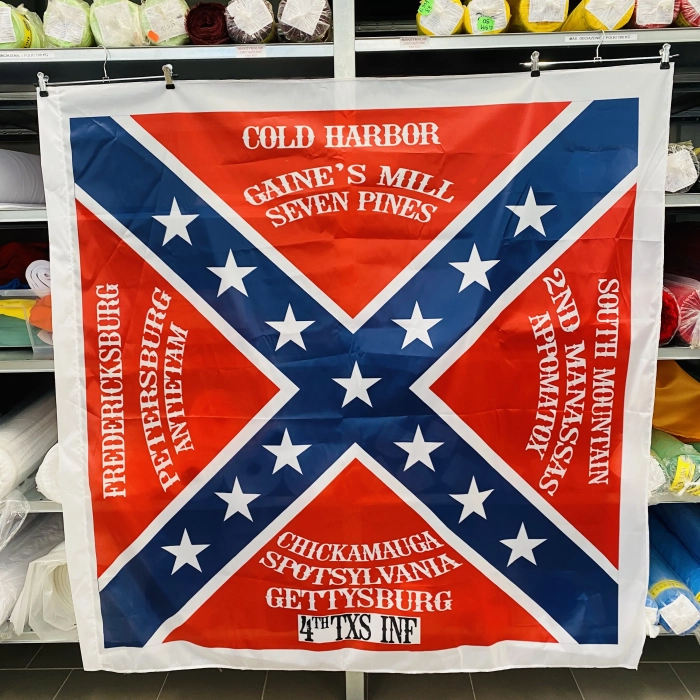 COLD HARBOR
GAINE'S MILL
SEVEN PINES
FREDERICKSBURG
PETERSBURG
ANTIETAM
SOUTH MOUNTAIN
2ND MANASSAS
APPOMATOX
CHICKAMAUGA
SPOTSYLVANIA
GETTYSBURG
4TH TXS INF